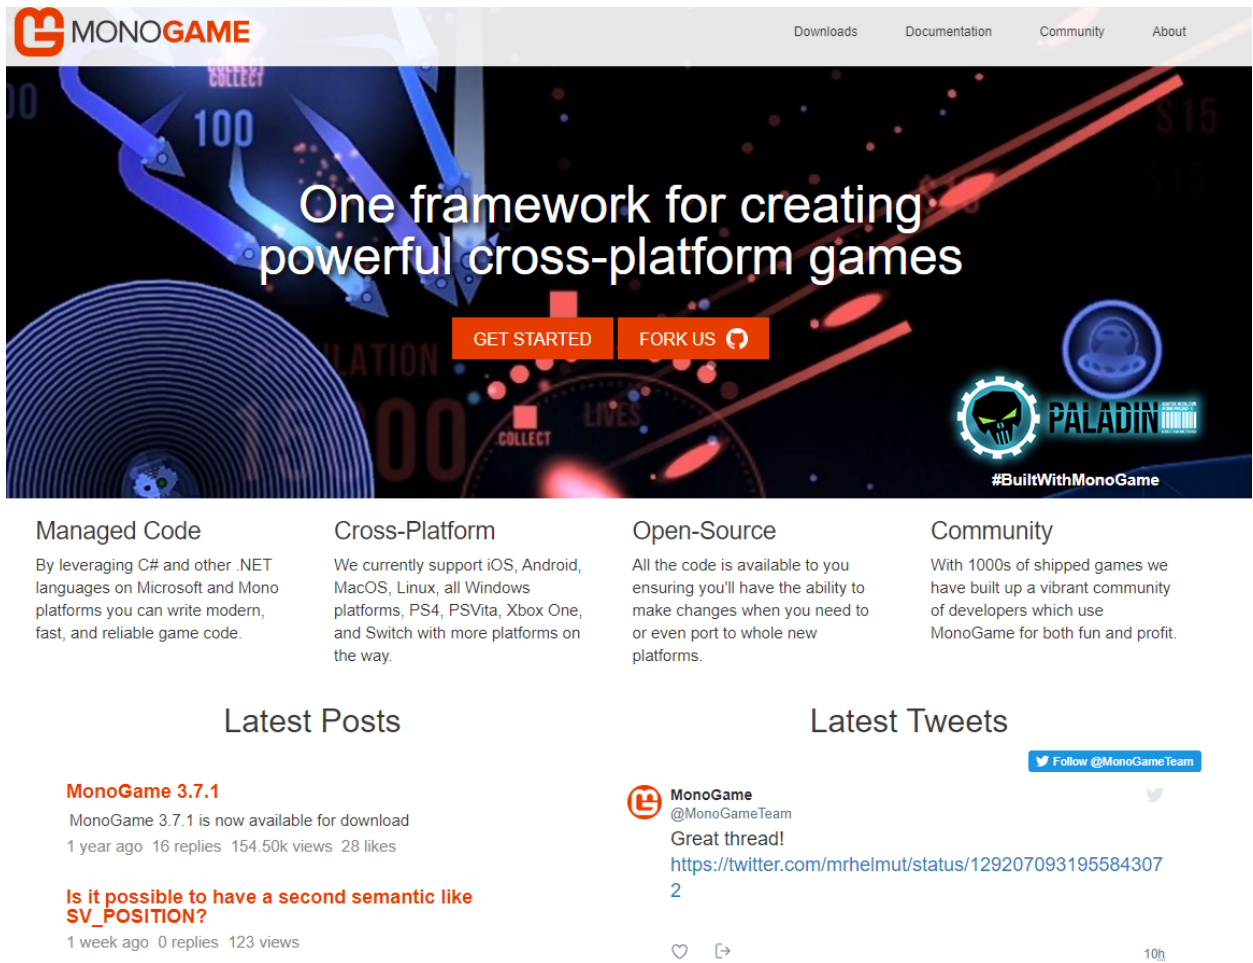 MONOGAME
Downloads
Documentation
Community
About
COLLECT
COLLECT
100
$15
$15
One framework for creating
powerful cross-platform games
GET STARTED
FORK US
LIVES
COLLECT
PALADIN
#BuiltWithMonoGame
Managed Code
By leveraging C# and other .NET
languages on Microsoft and Mono
platforms you can write modern,
fast, and reliable game code.
Cross-Platform
We currently support iOS, Android,
MacOS, Linux, all Windows
platforms, PS4, PSVita, Xbox One,
and Switch with more platforms on
the way.
Open-Source
All the code is available to you
ensuring you'll have the ability to
make changes when you need to
or even port to whole new
platforms.
Community
With 1000s of shipped games we
have built up a vibrant community
of developers which use
MonoGame for both fun and profit.
Latest Posts
MonoGame 3.7.1
MonoGame 3.7.1 is now available for download
1 year ago 16 replies 154.50k views 28 likes
Is it possible to have a second semantic like
SV_POSITION?
1 week ago 0 replies 123 views
Latest Tweets
Follow @MonoGameTeam
MonoGame
@MonoGameTeam
Great thread!
https://twitter.com/mrhelmut/status/129207093195584307
2
10h